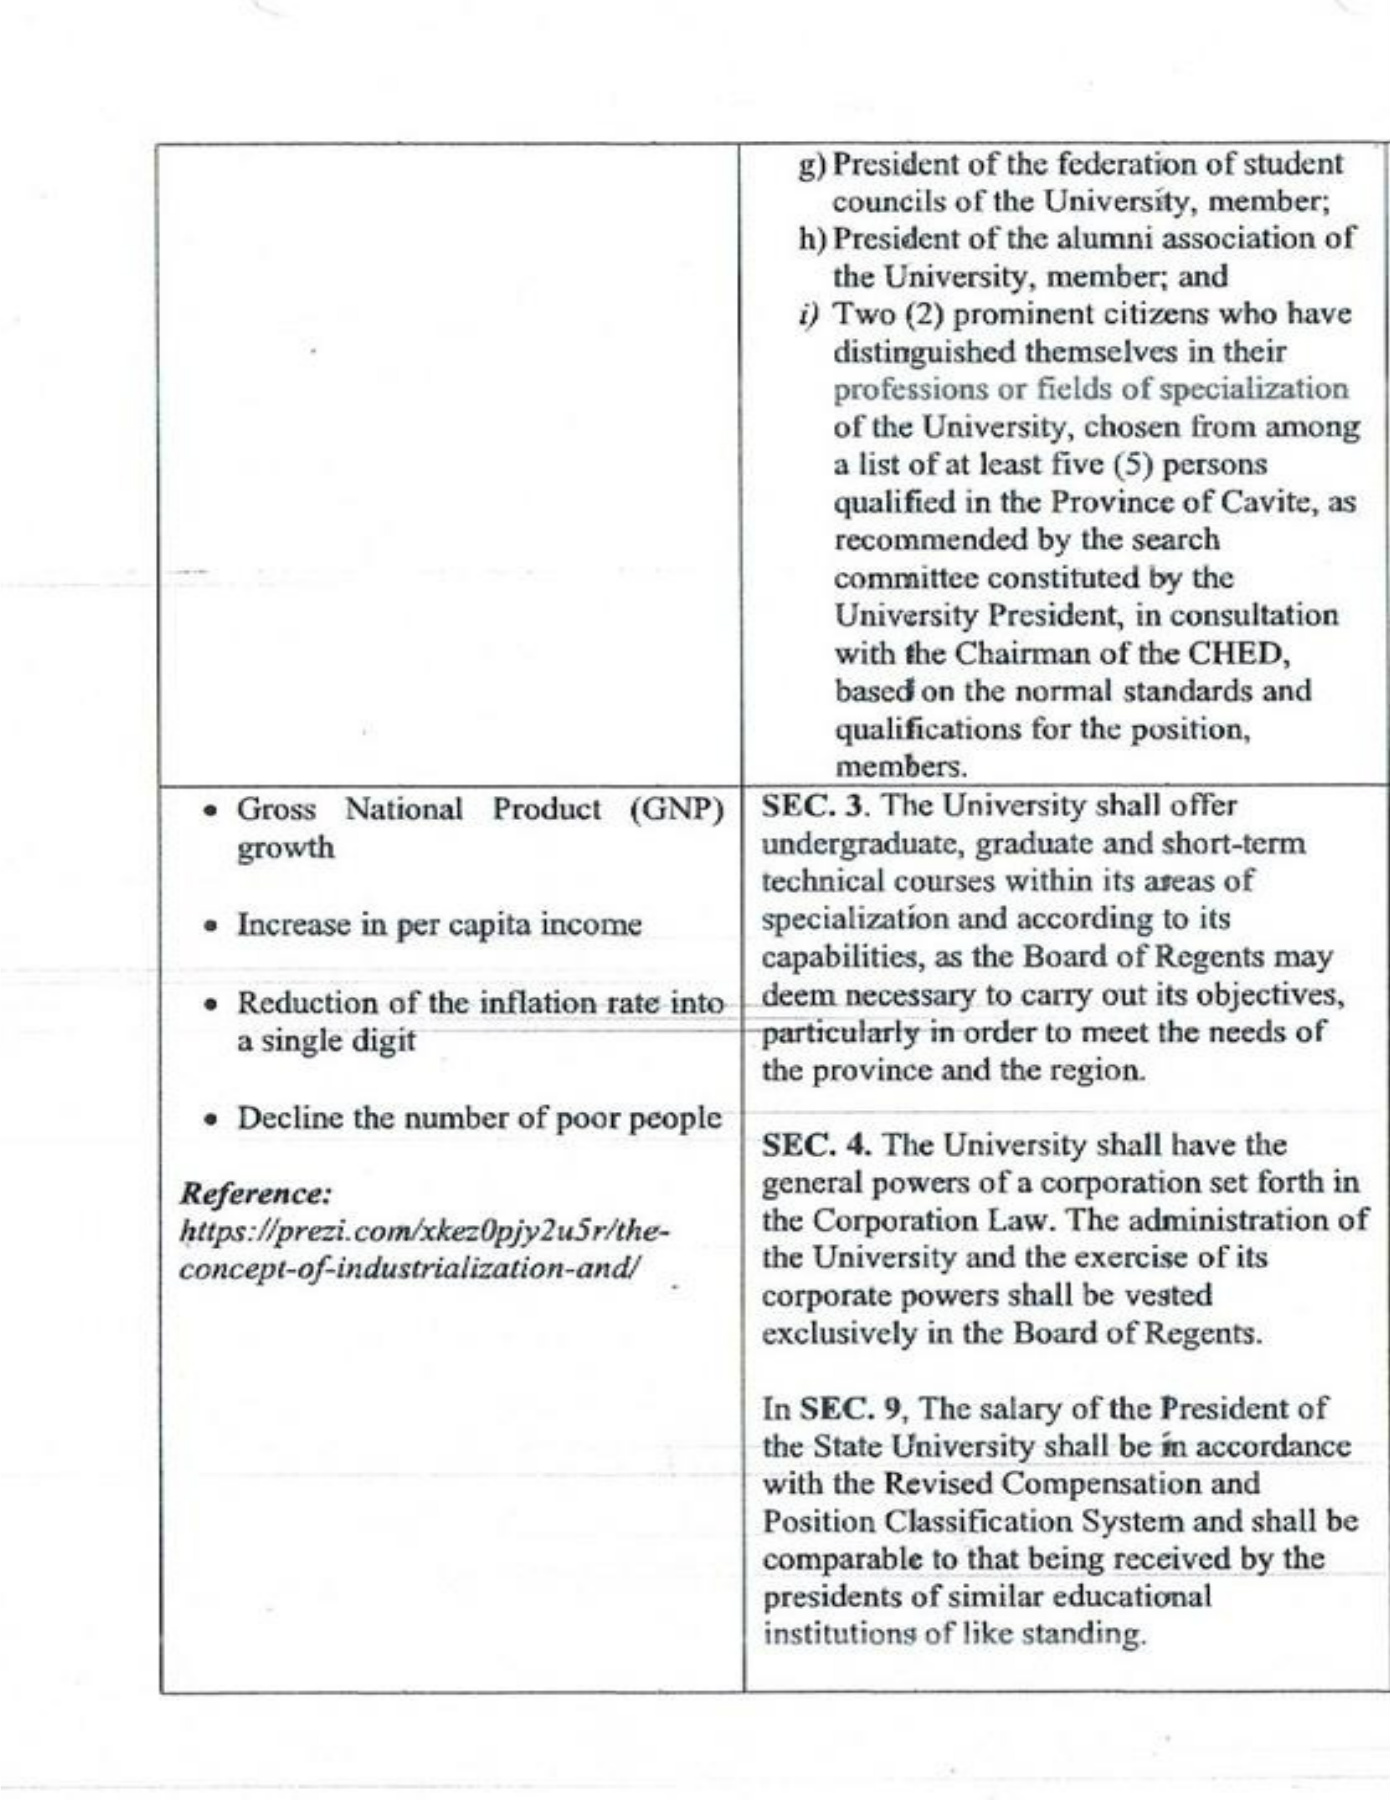 g) President of the federation of student
councils of the University, member;
h) President of the alumni association of
the University, member; and
i) Two (2) prominent citizens who have
distinguished themselves in their
professions or fields of specialization
of the University, chosen from among
a list of at least five (5) persons
qualified in the Province of Cavite, as
recommended by the search
committee constituted by the
University President, in consultation
with the Chairman of the CHED,
based on the normal standards and
qualifications for the position,
members.
• Gross National Product (GNP)
growth
• Increase in per capita income
• Reduction of the inflation rate into
a single digit
• Decline the number of poor people
Reference:
https://prezi.com/xkez0pjy2u5r/the-
concept-of-industrialization-and/
SEC. 3. The University shall offer
undergraduate, graduate and short-term
technical courses within its areas of
specialization and according to its
capabilities, as the Board of Regents may
deem necessary to carry out its objectives,
particularly in order to meet the needs of
the province and the region.
SEC. 4. The University shall have the
general powers of a corporation set forth in
the Corporation Law. The administration of
the University and the exercise of its
corporate powers shall be vested
exclusively in the Board of Regents.
In SEC. 9, The salary of the President of
the State University shall be in accordance
with the Revised Compensation and
Position Classification System and shall be
comparable to that being received by the
presidents of similar educational
institutions of like standing.